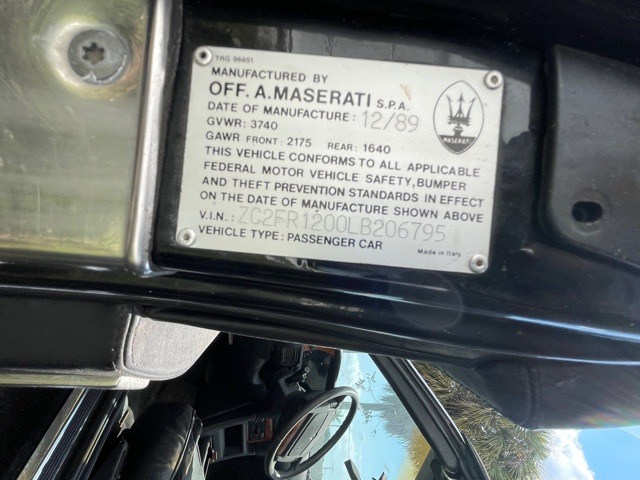 TRG 96651
MANUFACTURED BY
OFF. A. MASERATI S.P.A.
DATE OF MANUFACTURE: 12/89
GVWR: 3740
GAWR FRONT: 2175 REAR: 1640
THIS VEHICLE CONFORMS TO ALL APPLICABLE
FEDERAL MOTOR VEHICLE SAFETY, BUMPER
AND THEFT PREVENTION STANDARDS IN EFFECT
ON THE DATE OF MANUFACTURE SHOWN ABOVE
V.I.N.: ZC2FR1200LB206795
VEHICLE TYPE: PASSENGER CAR
Made in Italy
MASERATI